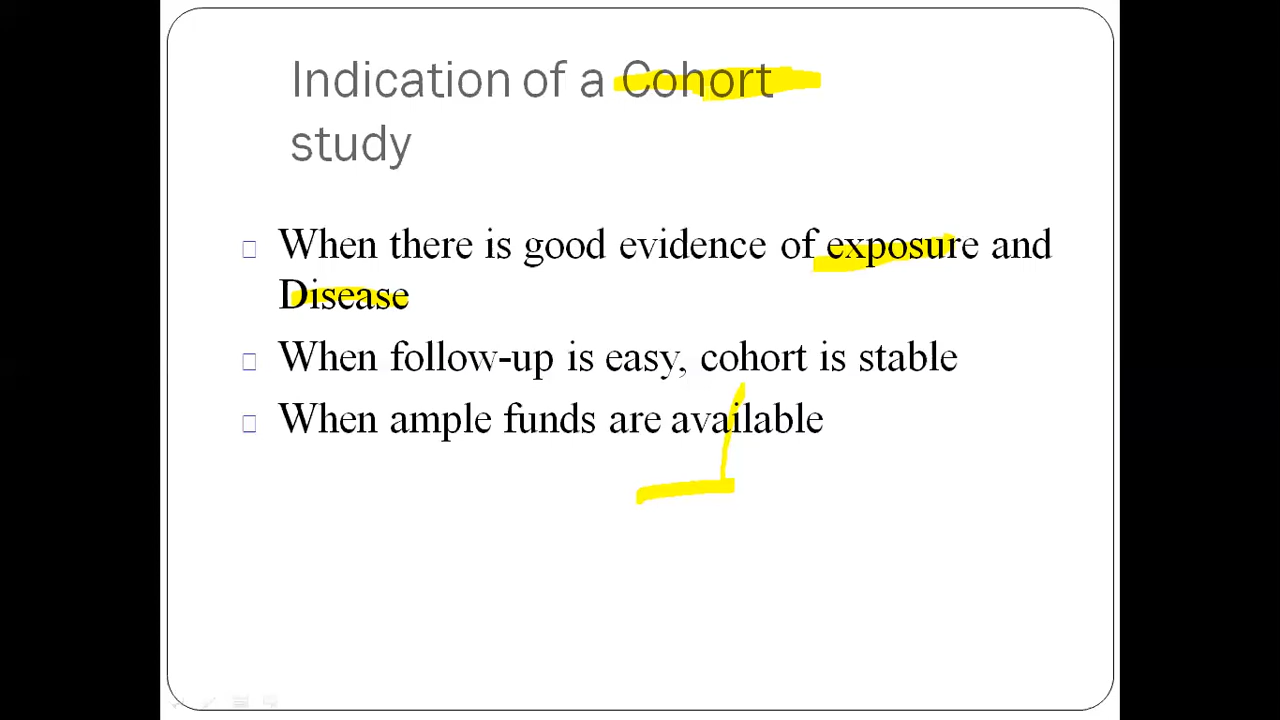 Indication of a Cohort
study
When there is good evidence of exposure and
Disease
When follow-up is easy, cohort is stable
When ample funds are available